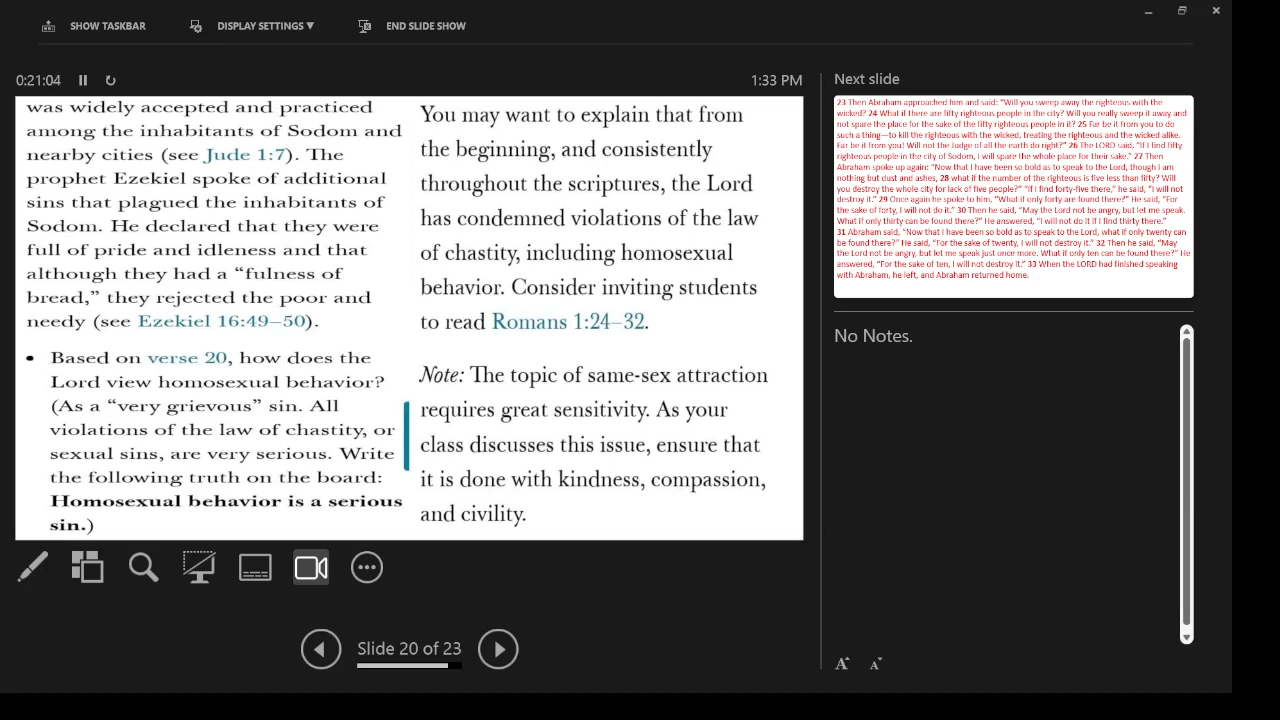 SHOW TASKBAR
DISPLAY SETTINGS ▼
END SLIDE SHOW
0:21:04
1:33 PM
was widely accepted and practiced
among the inhabitants of Sodom and
nearby cities (see Jude 1:7). The
prophet Ezekiel spoke of additional
sins that plagued the inhabitants of
Sodom. He declared that they were
full of pride and idleness and that
although they had a “fulness of
bread,” they rejected the poor and
needy (see Ezekiel 16:49–50).
• Based on verse 20, how does the
Lord view homosexual behavior?
(As a “very grievous” sin. All
violations of the law of chastity, or
sexual sins, are very serious. Write
the following truth on the board:
Homosexual behavior is a serious
sin.)
You may want to explain that from
the beginning, and consistently
throughout the scriptures, the Lord
has condemned violations of the law
of chastity, including homosexual
behavior. Consider inviting students
to read Romans 1:24–32.
Note: The topic of same-sex attraction
requires great sensitivity. As your
class discusses this issue, ensure that
it is done with kindness, compassion,
and civility.
Slide 20 of 23
Next slide
23 Then Abraham approached him and said: “Will you sweep away the righteous with the
wicked? 24 What if there are fifty righteous people in the city? Will you really sweep it away and
not spare the place for the sake of the fifty righteous people in it? 25 Far be it from you to do
such a thing—to kill the righteous with the wicked, treating the righteous and the wicked alike.
Far be it from you! Will not the Judge of all the earth do right?” 26 The LORD said, “If I find fifty
righteous people in the city of Sodom, I will spare the whole place for their sake.” 27 Then
Abraham spoke up again: “Now that I have been so bold as to speak to the Lord, though I am
nothing but dust and ashes, 28 what if the number of the righteous is five less than fifty? Will
you destroy the whole city for lack of five people?” “If I find forty-five there,” he said, “I will not
destroy it.” 29 Once again he spoke to him, “What if only forty are found there?” He said, “For
the sake of forty, I will not do it.” 30 Then he said, “May the Lord not be angry, but let me speak.
What if only thirty can be found there?” He answered, “I will not do it if I find thirty there.”
31 Abraham said, “Now that I have been so bold as to speak to the Lord, what if only twenty can
be found there?” He said, “For the sake of twenty, I will not destroy it.” 32 Then he said, “May
the Lord not be angry, but let me speak just once more. What if only ten can be found there?” He
answered, “For the sake of ten, I will not destroy it.” 33 When the LORD had finished speaking
with Abraham, he left, and Abraham returned home.
No Notes.
A A